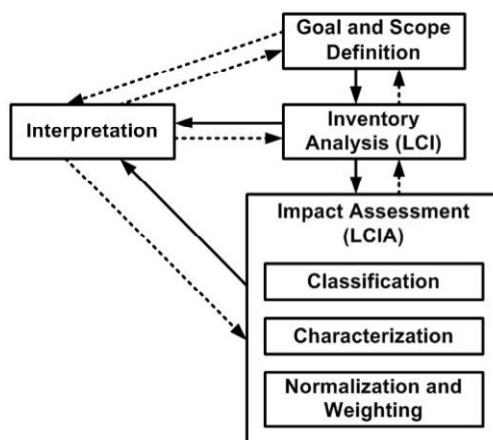 Goal and Scope
Definition
Interpretation
Inventory
Analysis (LCI)
Impact Assessment
(LCIA)
Classification
Characterization
Normalization and
Weighting